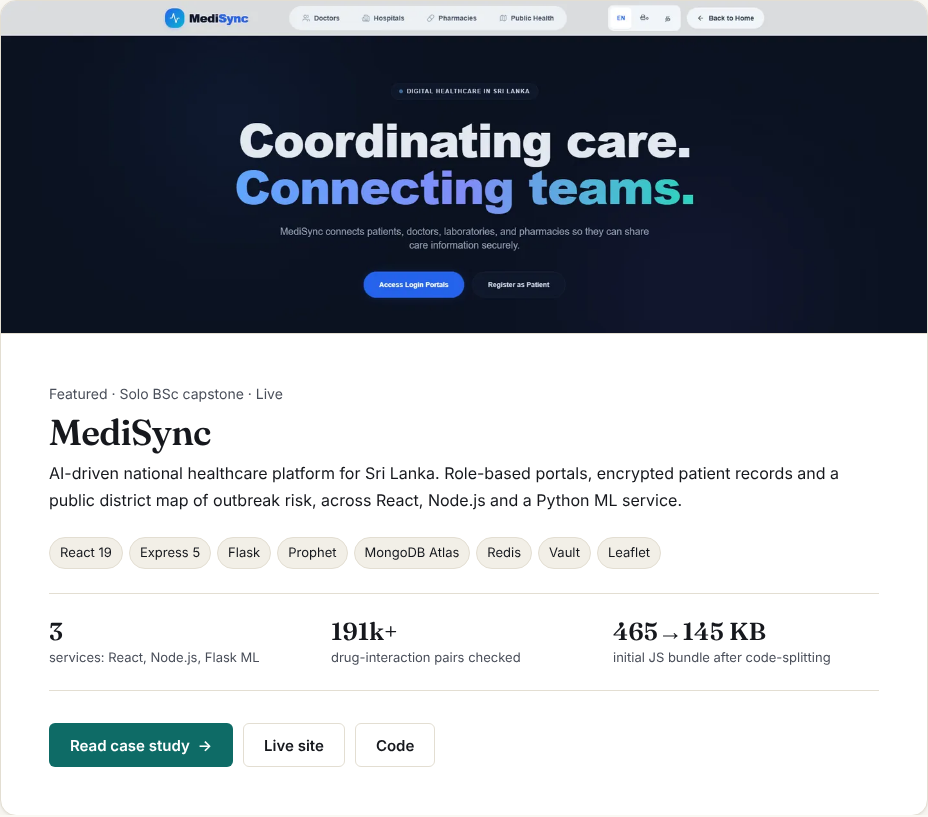 MediSync
Doctors
Hospitals
Pharmacies
Public Health
EN
← Back to Home
DIGITAL HEALTHCARE IN SRI LANKA
Coordinating care.
Connecting teams.
MediSync connects patients, doctors, laboratories, and pharmacies so they can share
care information securely.
Access Login Portals
Register as Patient
Featured · Solo BSc capstone · Live
MediSync
AI-driven national healthcare platform for Sri Lanka. Role-based portals, encrypted patient records and a
public district map of outbreak risk, across React, Node.js and a Python ML service.
React 19
Express 5
Flask
Prophet
MongoDB Atlas
Redis
Vault
Leaflet
3
services: React, Node.js, Flask ML
191k+
drug-interaction pairs checked
465→145 KB
initial JS bundle after code-splitting
Read case study →
Live site
Code